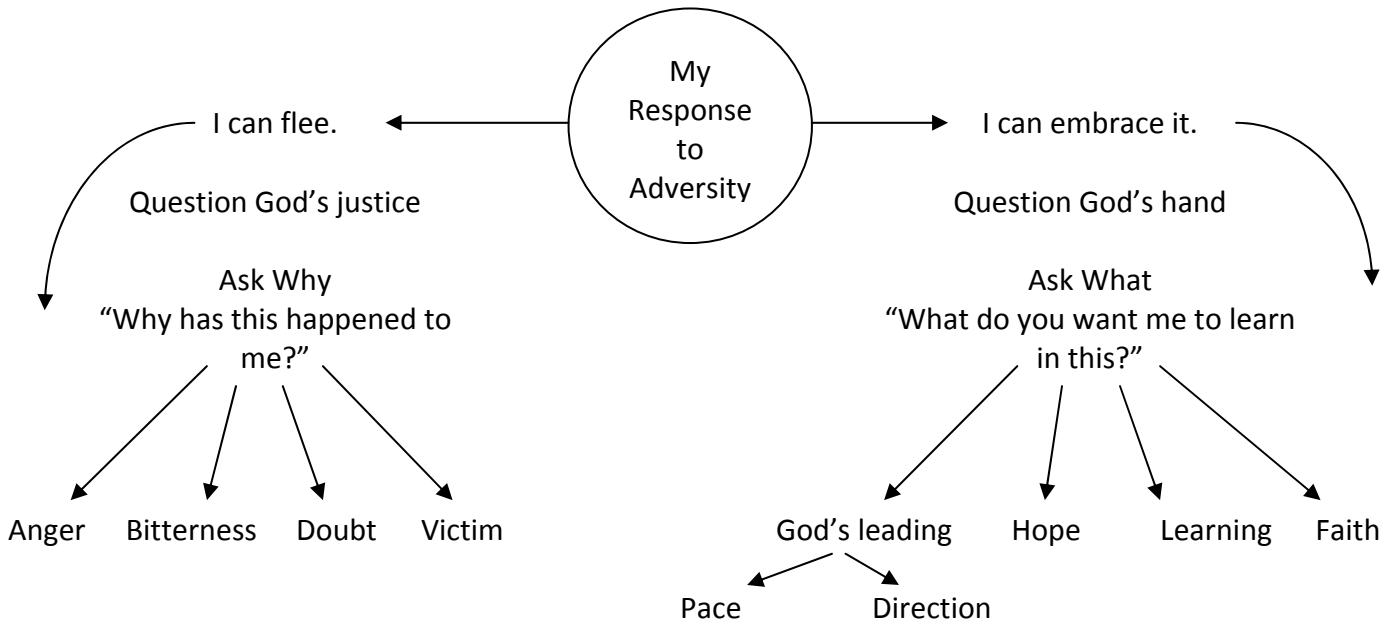 My
Response
to
Adversity
I can flee.
Question God’s justice
Ask Why
“Why has this happened to
me?”
Anger Bitterness Doubt Victim
I can embrace it.
Question God’s hand
Ask What
“What do you want me to learn
in this?”
God’s leading Hope Learning Faith
Pace Direction